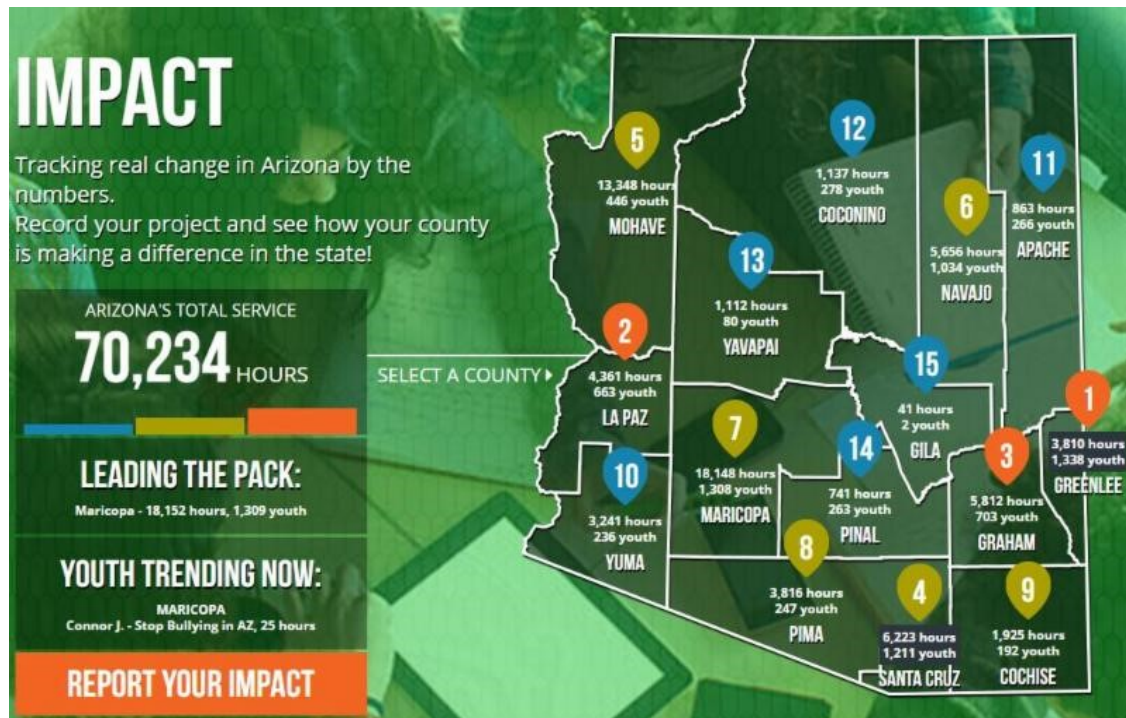 IMPACT
Tracking real change in Arizona by the
numbers.
Record your project and see how your county
is making a difference in the state!
ARIZONA'S TOTAL SERVICE
70,234 HOURS
LEADING THE PACK:
Maricopa - 18,152 hours, 1,309 youth
YOUTH TRENDING NOW:
MARICOPA
Connor J. - Stop Bullying in AZ, 25 hours
REPORT YOUR IMPACT
SELECT A COUNTY
5
13,348 hours
446 youth
MOHAVE
12
1,137 hours
278 youth
COCONINO
6
5,656 hours
1,034 youth
NAVAJO
11
863 hours
266 youth
APACHE
13
1,112 hours
80 youth
YAVAPAI
2
4,361 hours
663 youth
LA PAZ
15
41 hours
2 youth
GILA
1
3,810 hours
1,338 youth
GREENLEE
7
18,148 hours
1,308 youth
MARICOPA
14
741 hours
263 youth
PINAL
3
5,812 hours
703 youth
GRAHAM
10
3,241 hours
236 youth
YUMA
8
3,816 hours
247 youth
PIMA
4
6,223 hours
1,211 youth
SANTA CRUZ
9
1,925 hours
192 youth
COCHISE